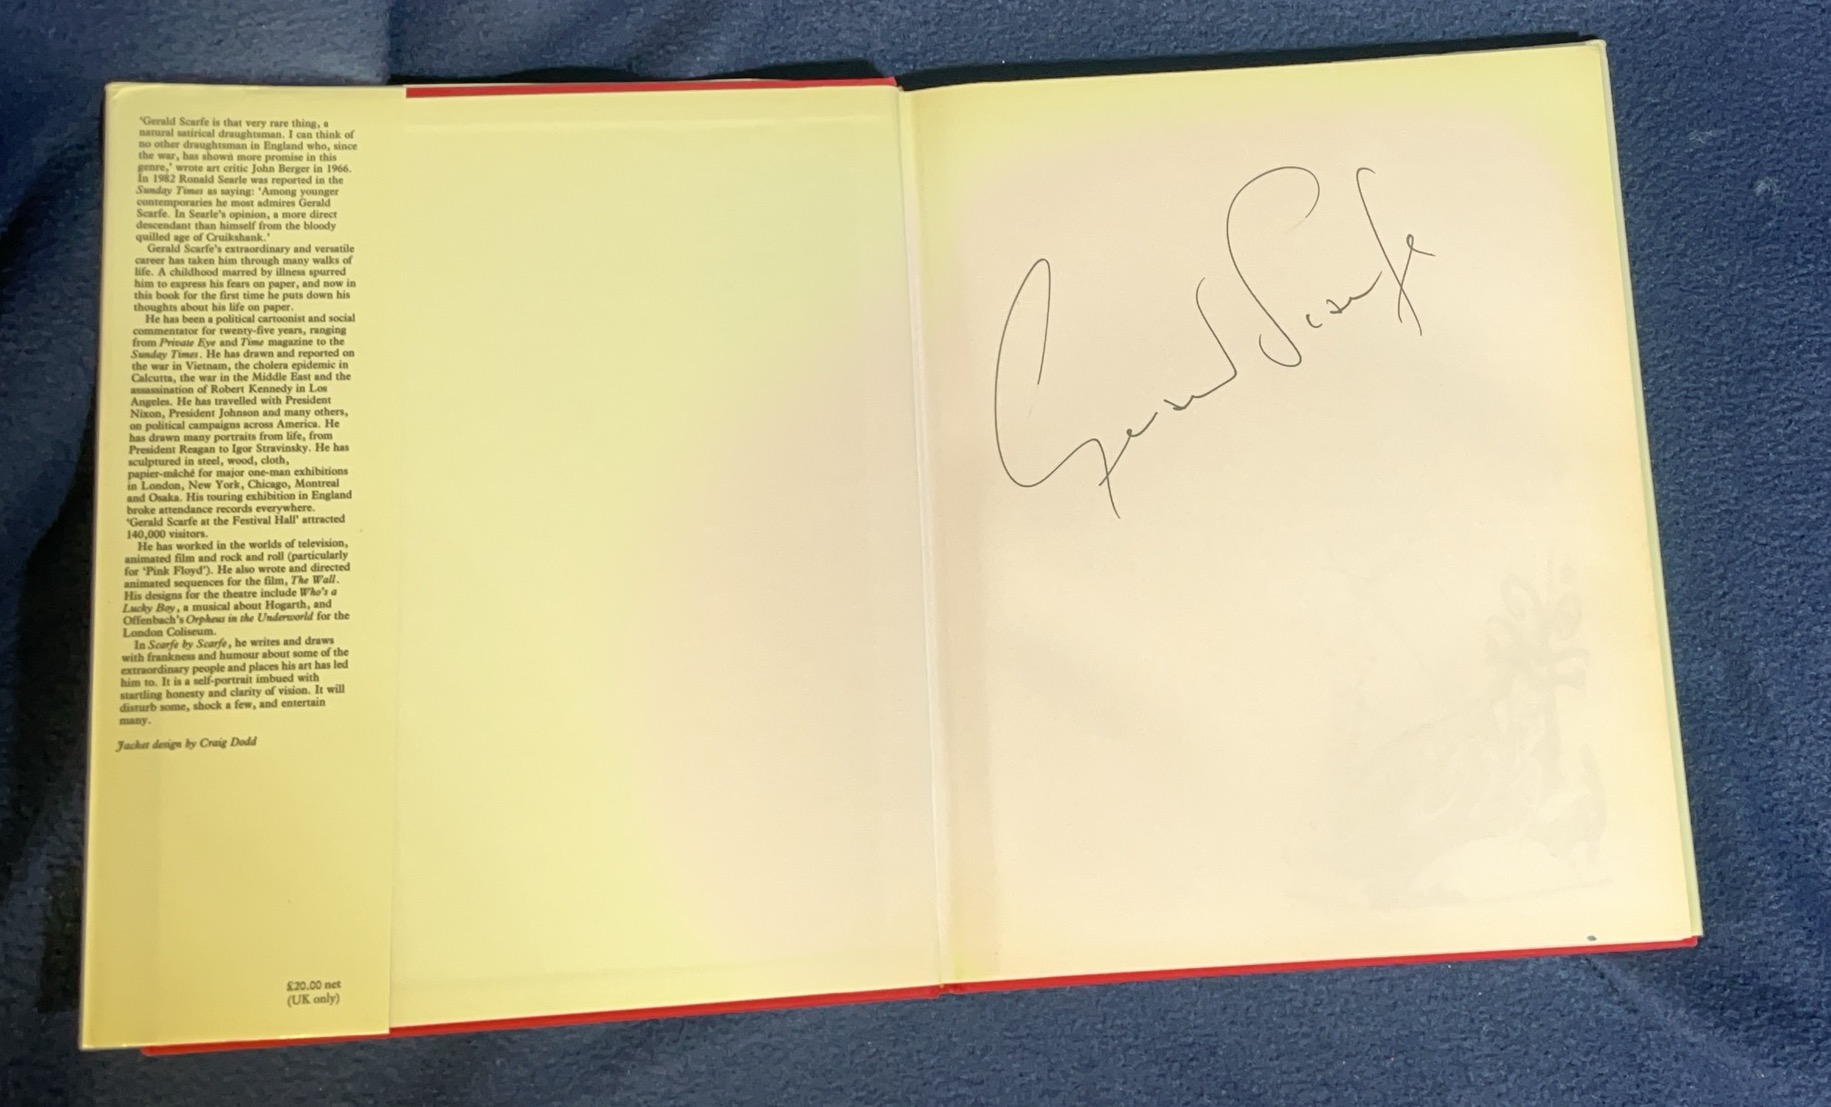 'Gerald Scarfe is that very rare thing, a
natural satirical draughtsman. I can think of
no other draughtsman in England who, since
the war, has shown more promise in this
genre,' wrote art critic John Berger in 1966.
In 1982 Ronald Searle was reported in the
Sunday Times as saying: 'Among younger
contemporaries he most admires Gerald
Scarfe. In Searle's opinion, a more direct
descendant than himself from the bloody
quilled age of Cruikshank.'
Gerald Scarfe's extraordinary and versatile
career has taken him through many walks of
life. A childhood marred by illness spurred
him to express his fears on paper, and now in
this book for the first time he puts down his
thoughts about his life on paper.
He has been a political cartoonist and social
commentator for twenty-five years, ranging
from Private Eye and Time magazine to the
Sunday Times. He has drawn and reported on
the war in Vietnam, the cholera epidemic in
Calcutta, the war in the Middle East and the
assassination of Robert Kennedy in Los
Angeles. He has travelled with President
Nixon, President Johnson and many others,
on political campaigns across America. He
has drawn many portraits from life, from
President Reagan to Igor Stravinsky. He has
sculptured in steel, wood, cloth,
papier-mâché for major one-man exhibitions
in London, New York, Chicago, Montreal
and Osaka. His touring exhibition in England
broke attendance records everywhere.
'Gerald Scarfe at the Festival Hall' attracted
140,000 visitors.
He has worked in the worlds of television,
animated film and rock and roll (particularly
for 'Pink Floyd'). He also wrote and directed
animated sequences for the film, The Wall.
His designs for the theatre include Who's a
Lucky Boy, a musical about Hogarth, and
Offenbach's Orpheus in the Underworld for the
London Coliseum.
In Scarfe by Scarfe, he writes and draws
with frankness and humour about some of the
extraordinary people and places his art has led
him to. It is a self-portrait imbued with
startling honesty and clarity of vision. It will
disturb some, shock a few, and entertain
many.
Jacket design by Craig Dodd
£20.00 net
(UK only)
Gerald Scarfe